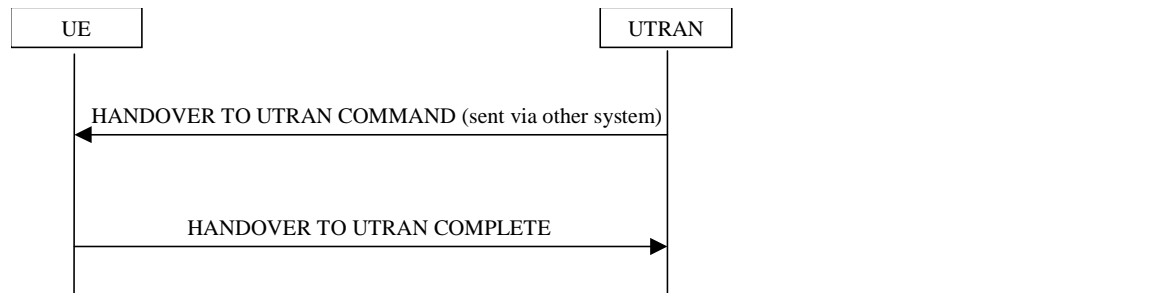 UE
UTRAN
HANDOVER TO UTRAN COMMAND (sent via other system)
HANDOVER TO UTRAN COMPLETE